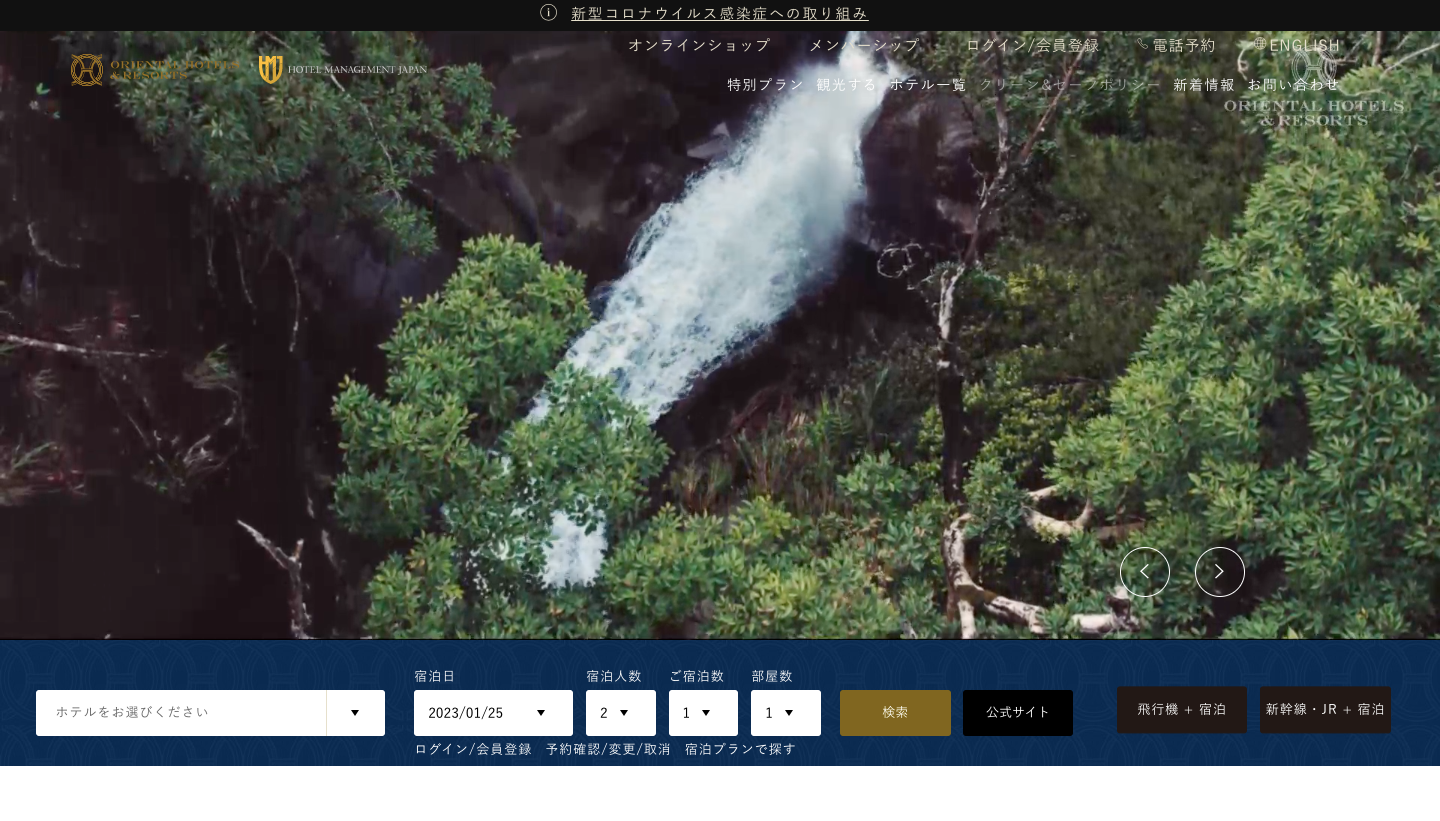 新型コロナウイルス感染症への取り組み
オンラインショップ メンバーシップ ログイン/会員登録 電話予約 ENGLISH
ORIENTAL HOTELS
& RESORTS
HOTEL MANAGEMENT JAPAN
特別プラン 観光する ホテル一覧 クリーン&セーフポリシー 新着情報 お問い合わせ
ORIENTAL HOTELS
& RESORTS
宿泊日 宿泊人数 ご宿泊数 部屋数
ホテルをお選びください 2023/01/25 2 1 1 検索 公式サイト 飛行機 + 宿泊 新幹線・JR + 宿泊
ログイン/会員登録 予約確認/変更/取消 宿泊プランで探す